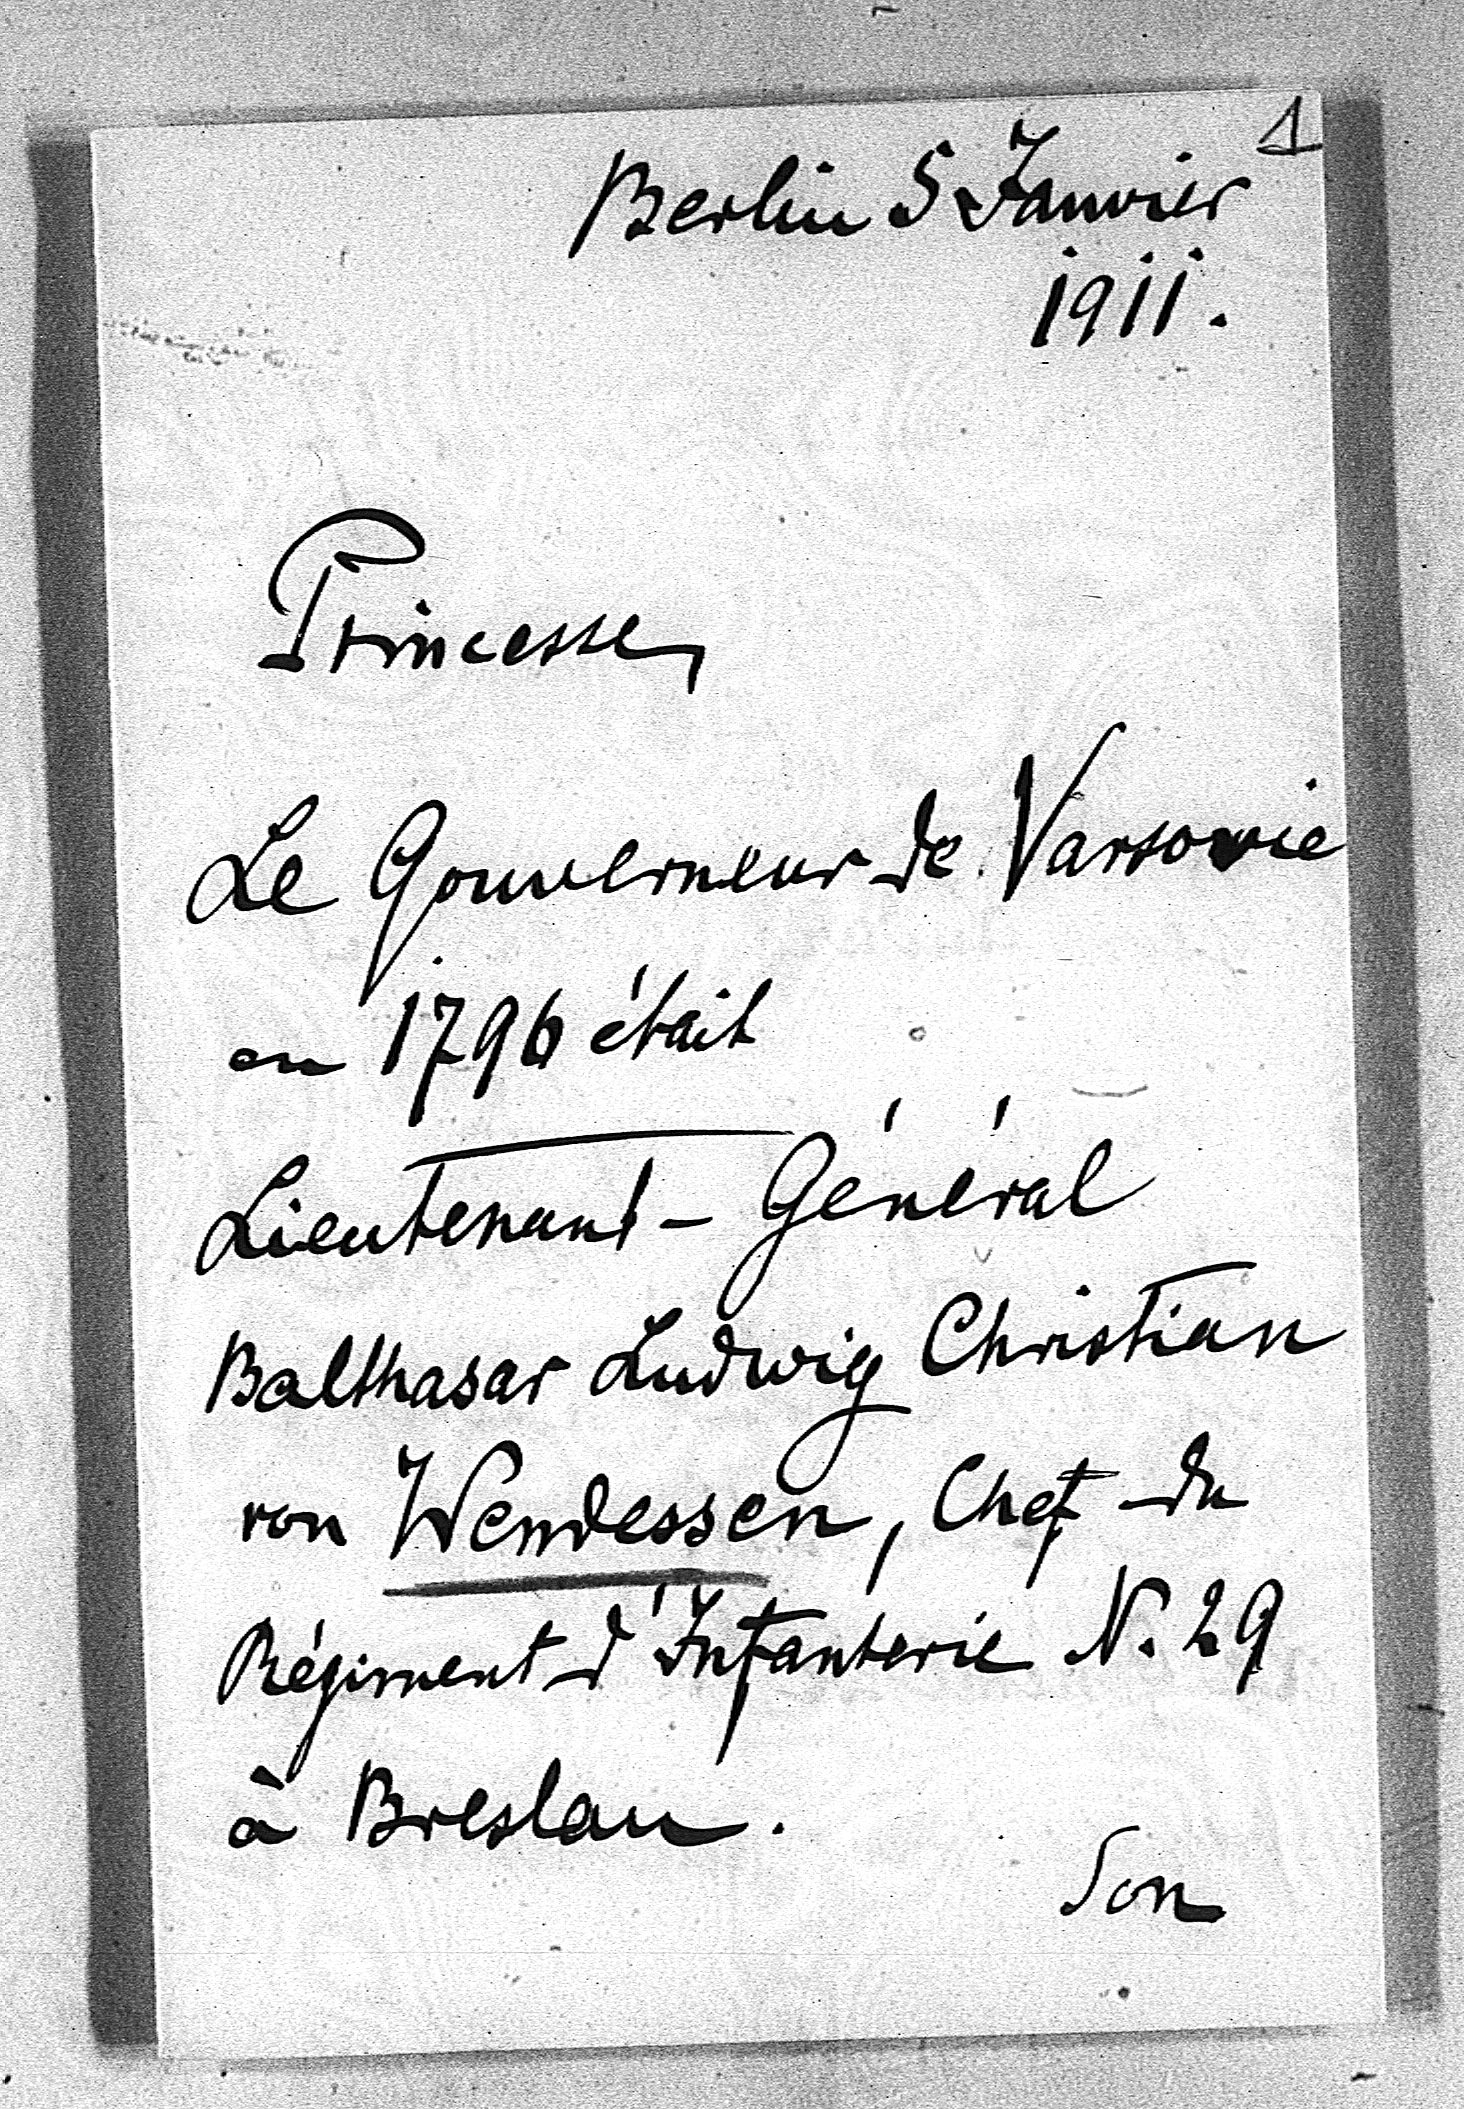 1
Berlin 5 Janvier
1911.
Princesse,
Le Gouverneur de Varsovie
en 1796 était
Lieutenant-Général
Balthasar Ludwig Christian
von Wendessen, Chef du
Régiment d'Infanterie N. 29
à Breslau.
Son